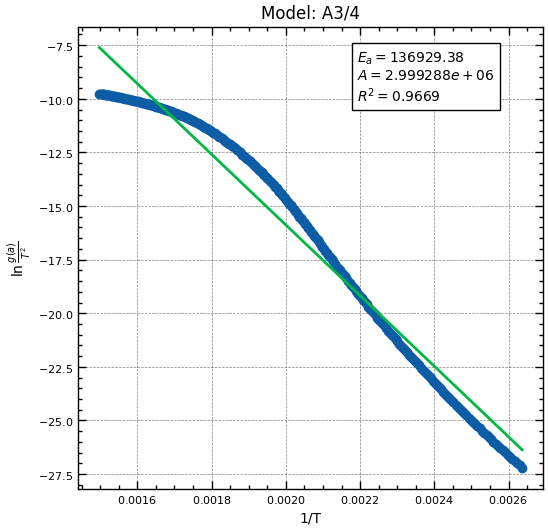 Model: A3/4
E_a = 136929.38
A = 2.999288e + 06
R^2 = 0.9669
ln g(a)/T^2
−7.5
−10.0
−12.5
−15.0
−17.5
−20.0
−22.5
−25.0
−27.5
0.0016 0.0018 0.0020 0.0022 0.0024 0.0026
1/T